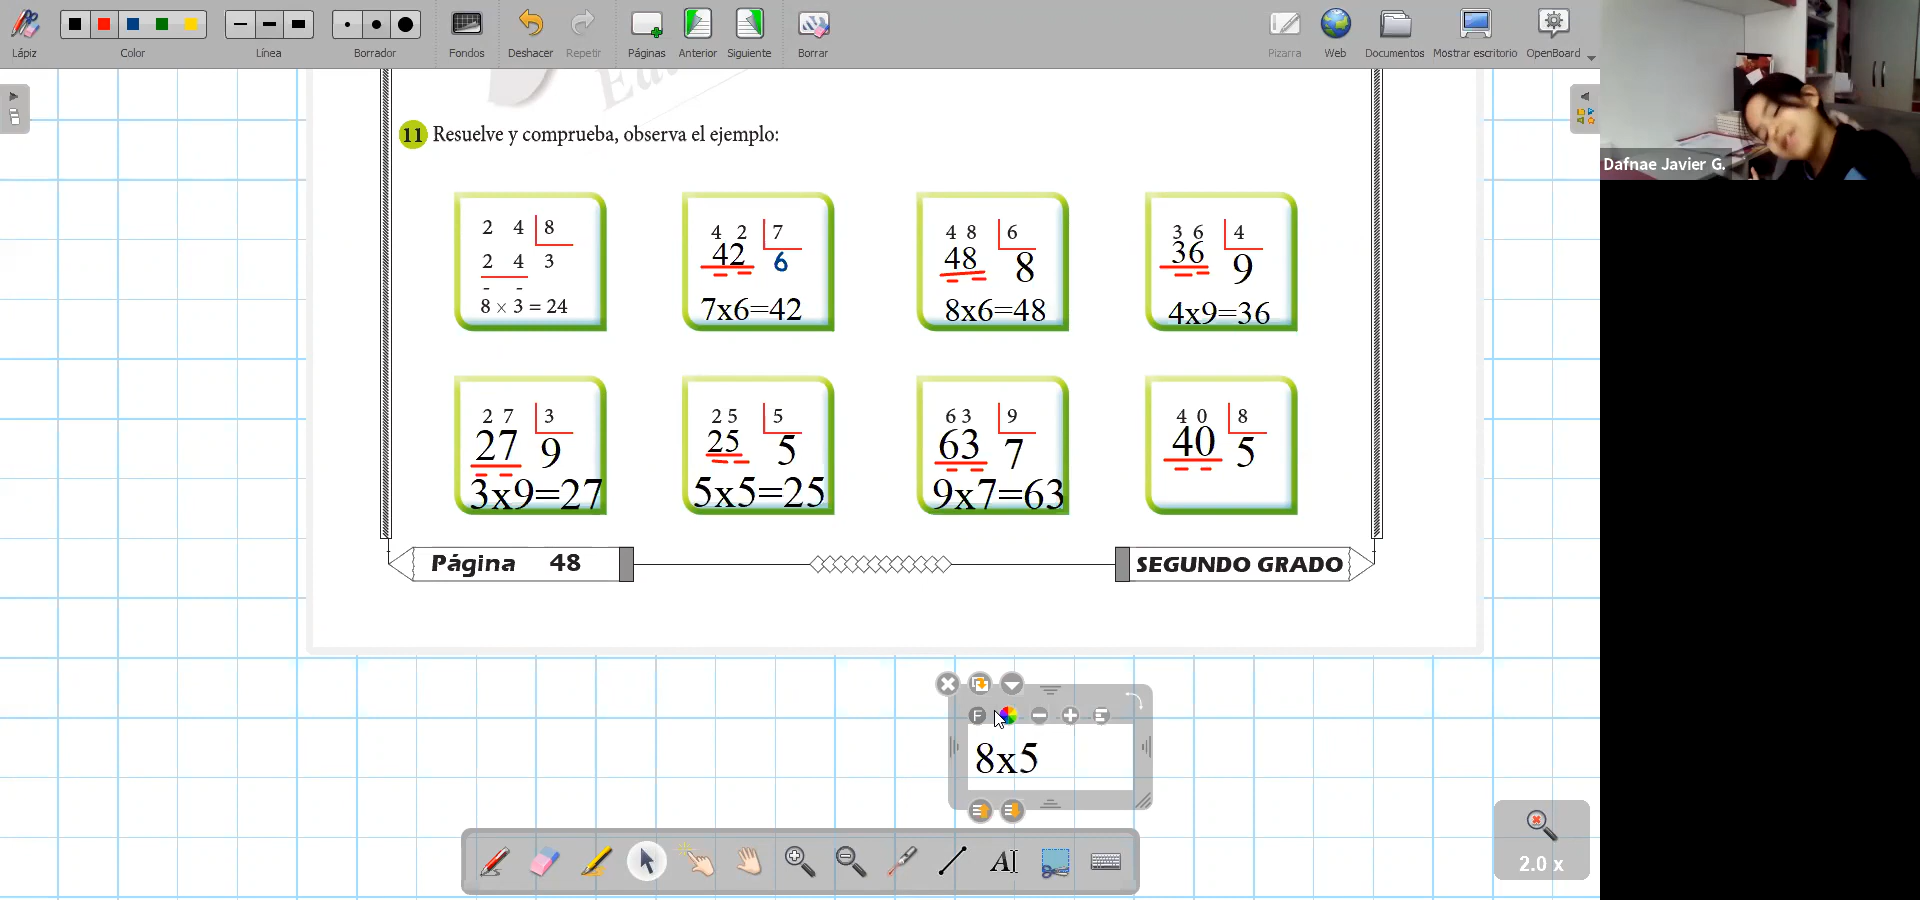 Lápiz
Color
Línea
Borrador
Fondos
Deshacer
Repetir
Páginas
Anterior
Siguiente
Borrar
Pizarra
Web
Documentos
Mostrar escritorio
OpenBoard
Dafnae Javier G.
11 Resuelve y comprueba, observa el ejemplo:
2 4 8
2 4 3
- -
8 × 3 = 24
4 2 7
42 6
7x6=42
4 8 6
48 8
8x6=48
3 6 4
36 9
4x9=36
2 7 3
27 9
3x9=27
2 5 5
25 5
5x5=25
6 3 9
63 7
9x7=63
4 0 8
40 5
Página 48
SEGUNDO GRADO
F
8x5
AI
2.0 x